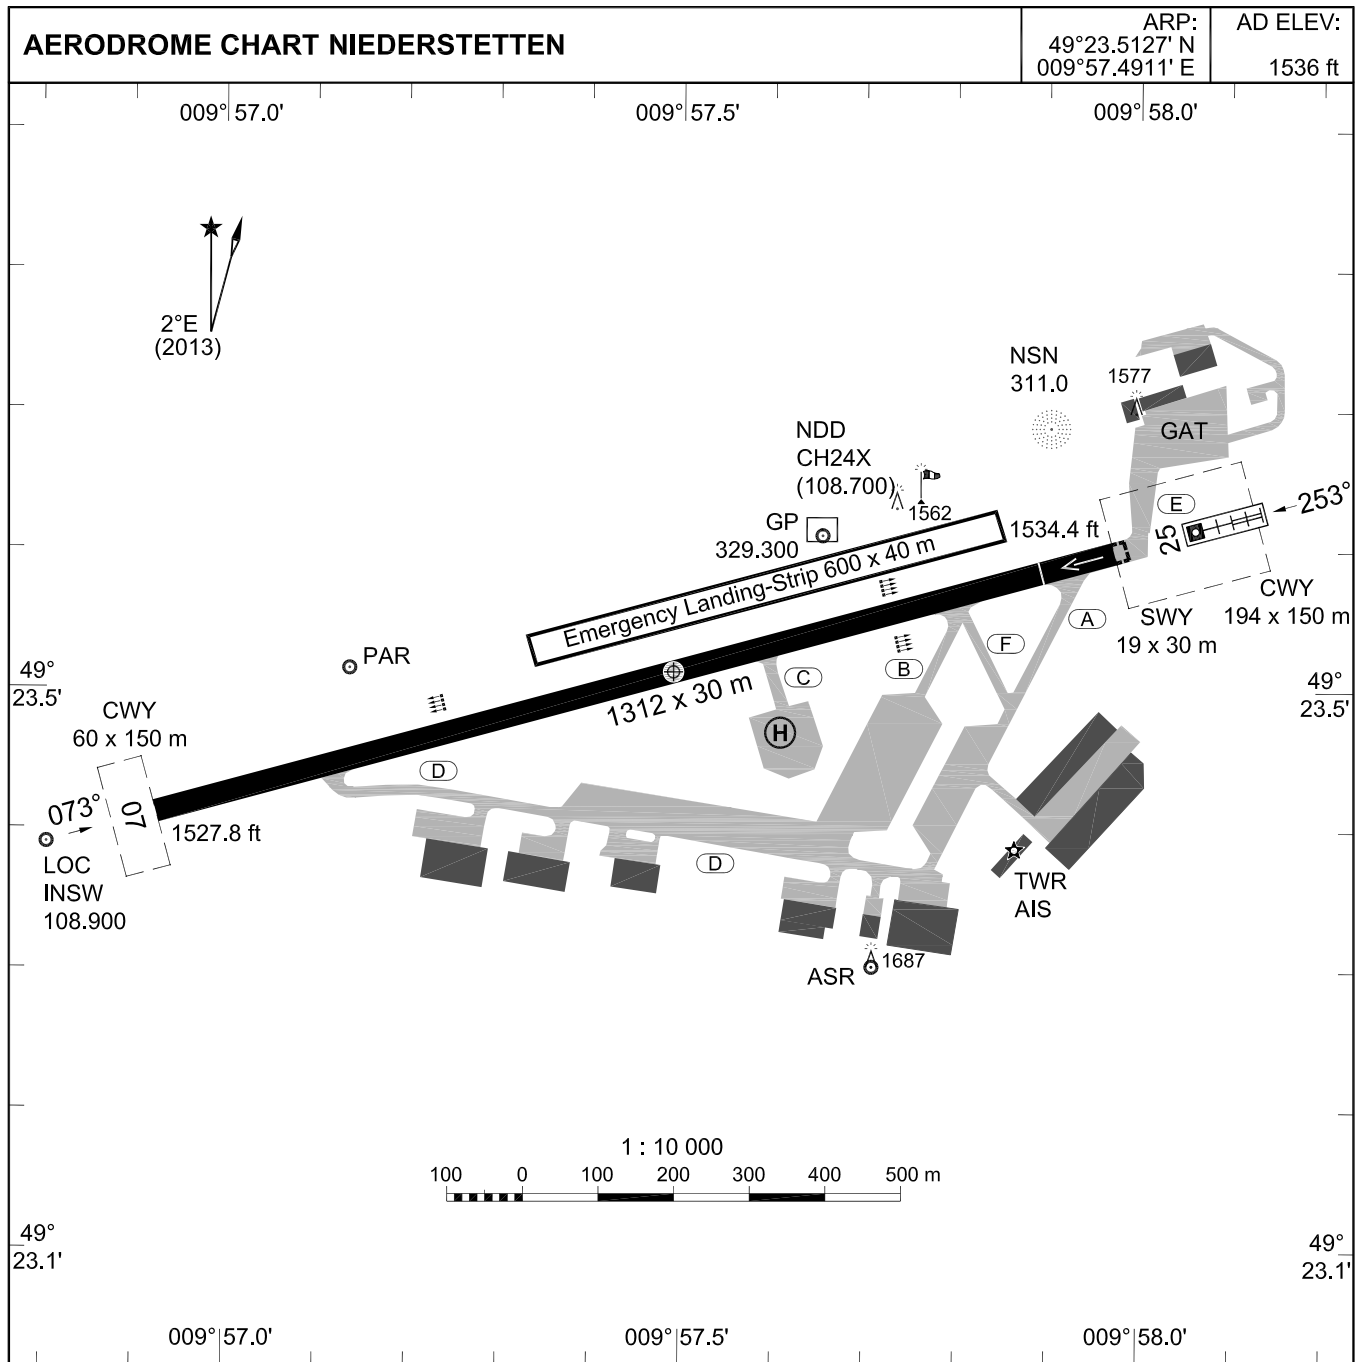 AERODROME CHART NIEDERSTETTEN
ARP:
49°23.5127' N
009°57.4911' E
AD ELEV:
1536 ft
009°57.0'
009°57.5'
009°58.0'
2°E
(2013)
NSN
311.0
1577
GAT
NDD
CH24X
(108.700)
1562
GP
329.300
1534.4 ft
E
25
253°
Emergency Landing-Strip 600 x 40 m
CWY
194 x 150 m
SWY
19 x 30 m
A
F
B
C
PAR
49°
23.5'
49°
23.5'
1312 x 30 m
H
CWY
60 x 150 m
D
073°
07
1527.8 ft
LOC
INSW
108.900
D
TWR
AIS
ASR
1687
1 : 10 000
100 0 100 200 300 400 500 m
49°
23.1'
49°
23.1'
009°57.0'
009°57.5'
009°58.0'